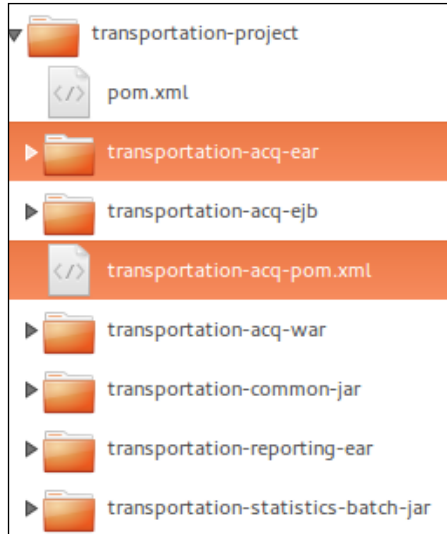 transportation-project
pom.xml
transportation-acq-ear
transportation-acq-ejb
transportation-acq-pom.xml
transportation-acq-war
transportation-common-jar
transportation-reporting-ear
transportation-statistics-batch-jar